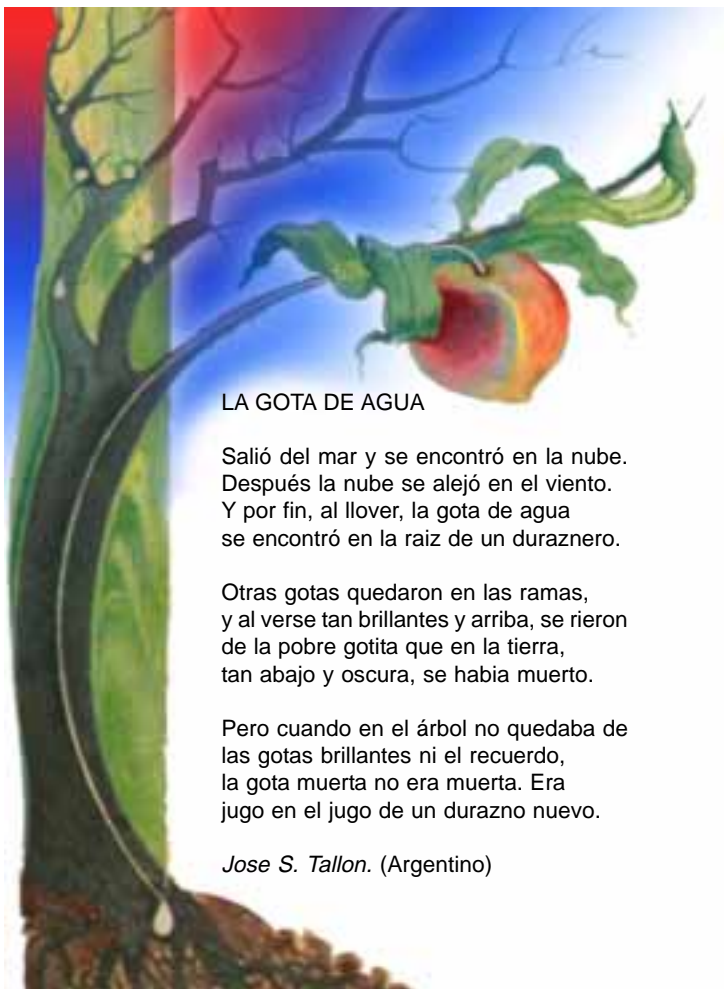 LA GOTA DE AGUA
Salió del mar y se encontró en la nube.
Después la nube se alejó en el viento.
Y por fin, al llover, la gota de agua
se encontró en la raiz de un duraznero.
Otras gotas quedaron en las ramas,
y al verse tan brillantes y arriba, se rieron
de la pobre gotita que en la tierra,
tan abajo y oscura, se habia muerto.
Pero cuando en el árbol no quedaba de
las gotas brillantes ni el recuerdo,
la gota muerta no era muerta. Era
jugo en el jugo de un durazno nuevo.
Jose S. Tallon. (Argentino)